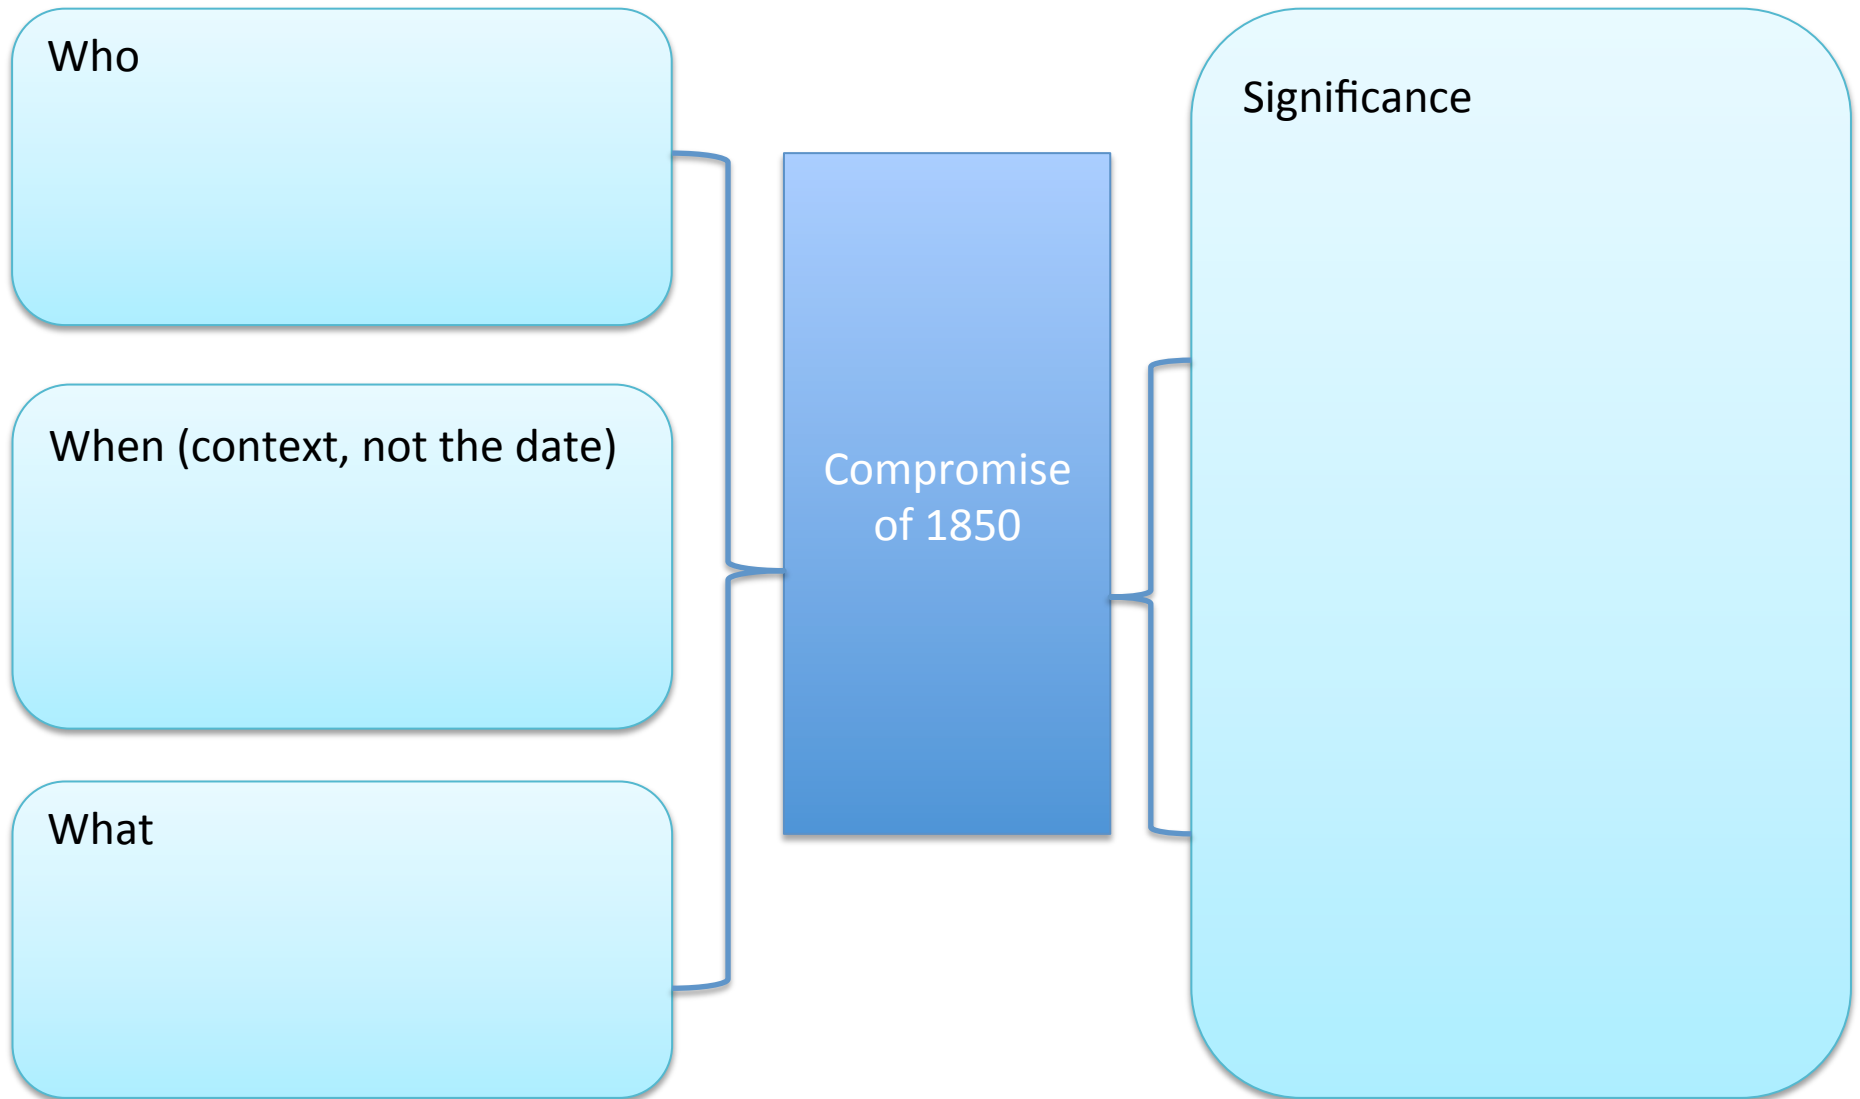 Who
When (context, not the date)
What
Compromise
of 1850
Significance